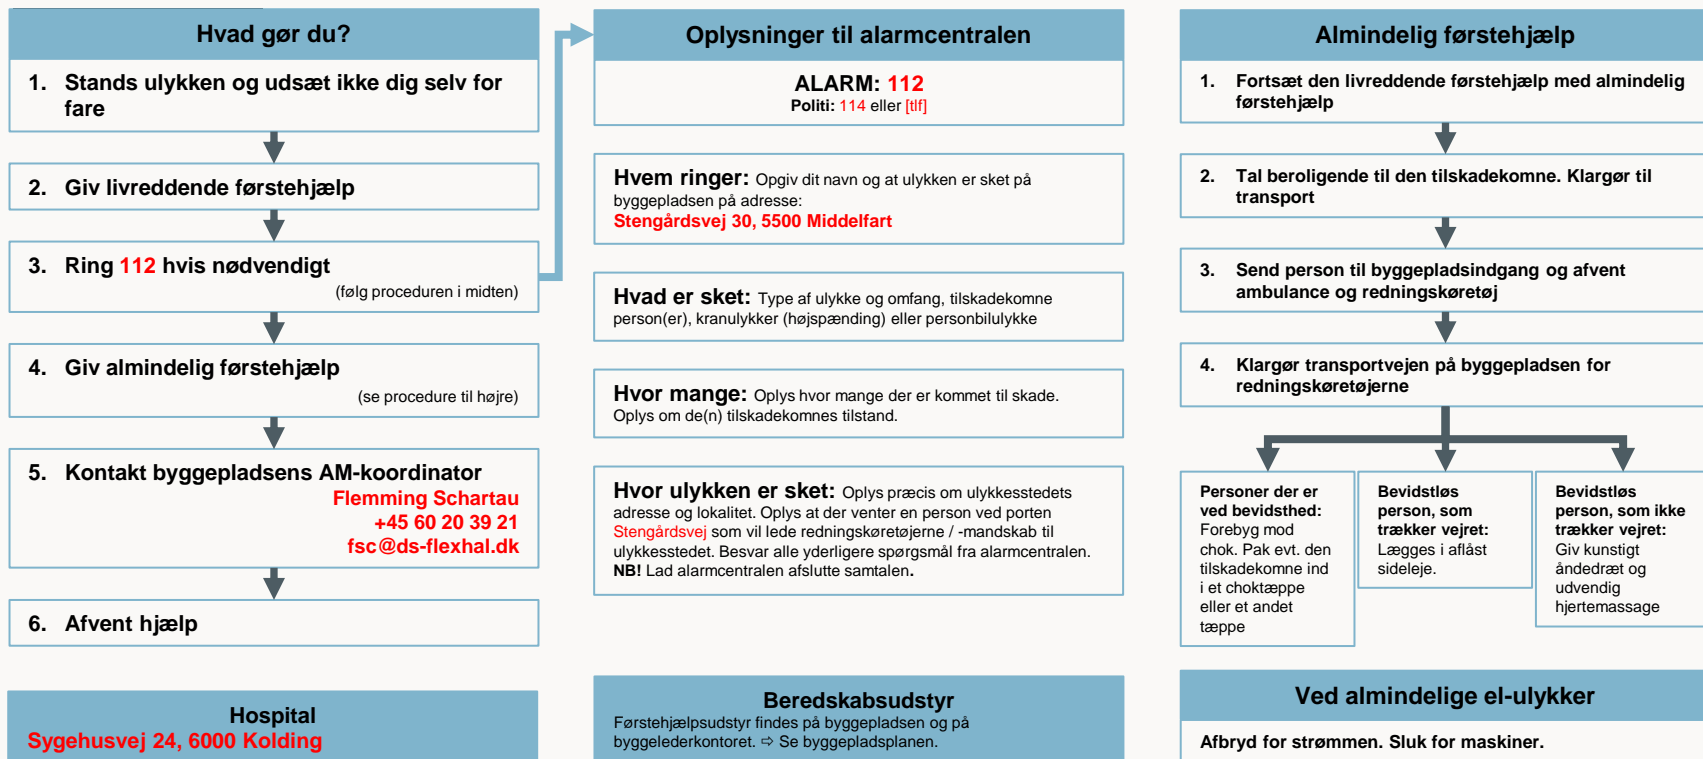 Hvad gør du?
1. Stands ulykken og udsæt ikke dig selv for
fare
2. Giv livreddende førstehjælp
3. Ring 112 hvis nødvendigt
(følg proceduren i midten)
4. Giv almindelig førstehjælp
(se procedure til højre)
5. Kontakt byggepladsens AM-koordinator
Flemming Schartau
+45 60 20 39 21
fsc@ds-flexhal.dk
6. Afvent hjælp
Hospital
Sygehusvej 24, 6000 Kolding
Oplysninger til alarmcentralen
ALARM: 112
Politi: 114 eller [tlf]
Hvem ringer: Opgiv dit navn og at ulykken er sket på
byggepladsen på adresse:
Stengårdsvej 30, 5500 Middelfart
Hvad er sket: Type af ulykke og omfang, tilskadekomne
person(er), kranulykker (højspænding) eller personbilulykke
Hvor mange: Oplys hvor mange der er kommet til skade.
Oplys om de(n) tilskadekomnes tilstand.
Hvor ulykken er sket: Oplys præcis om ulykkesstedets
adresse og lokalitet. Oplys at der venter en person ved porten
Stengårdsvej som vil lede redningskøretøjerne / -mandskab til
ulykkesstedet. Besvar alle yderligere spørgsmål fra alarmcentralen.
NB! Lad alarmcentralen afslutte samtalen.
Beredskabsudstyr
Førstehjælpsudstyr findes på byggepladsen og på
byggelederkontoret. ⇨ Se byggepladsplanen.
Almindelig førstehjælp
1. Fortsæt den livreddende førstehjælp med almindelig
førstehjælp
2. Tal beroligende til den tilskadekomne. Klargør til
transport
3. Send person til byggepladsindgang og afvent
ambulance og redningskøretøj
4. Klargør transportvejen på byggepladsen for
redningskøretøjerne
Personer der er
ved bevidsthed:
Forebyg mod
chok. Pak evt. den
tilskadekomne ind
i et choktæppe
eller et andet
tæppe
Bevidstløs
person, som
trækker vejret:
Lægges i aflåst
sideleje.
Bevidstløs
person, som ikke
trækker vejret:
Giv kunstigt
åndedræt og
udvendig
hjertemassage
Ved almindelige el-ulykker
Afbryd for strømmen. Sluk for maskiner.